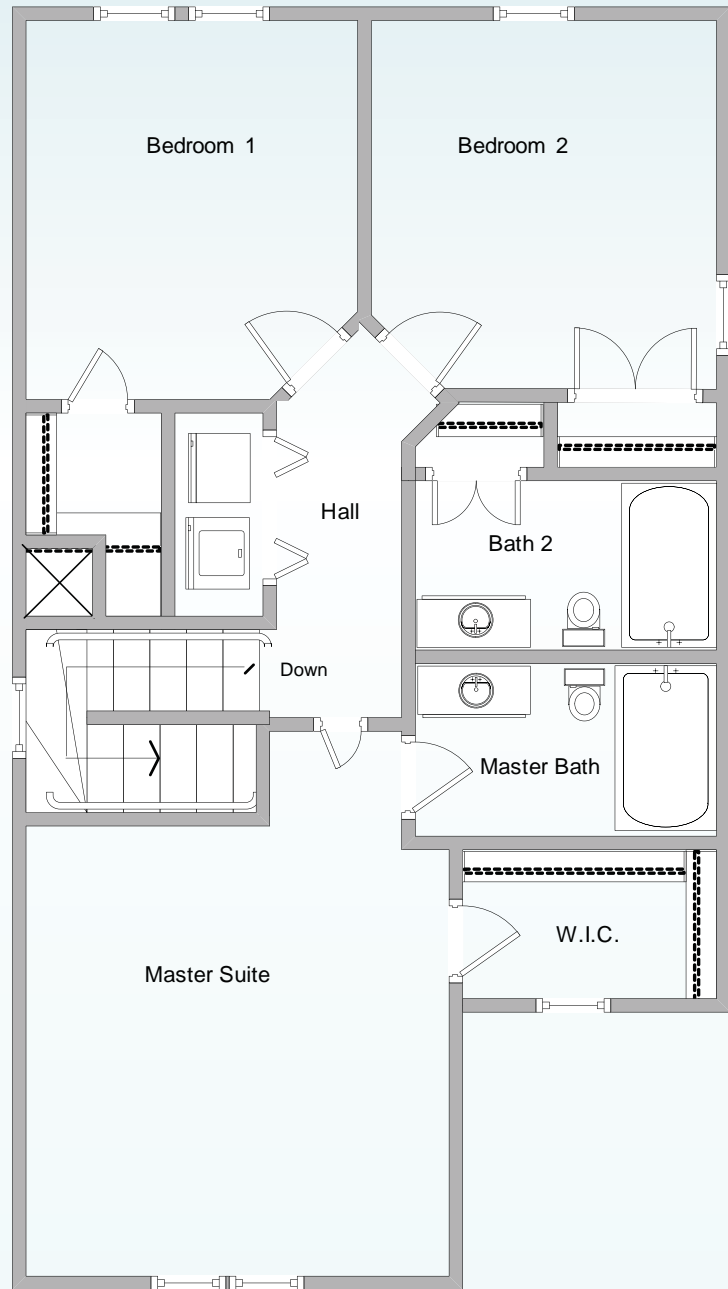 Bedroom 1
Bedroom 2
Hall
Bath 2
Down
Master Bath
W.I.C.
Master Suite